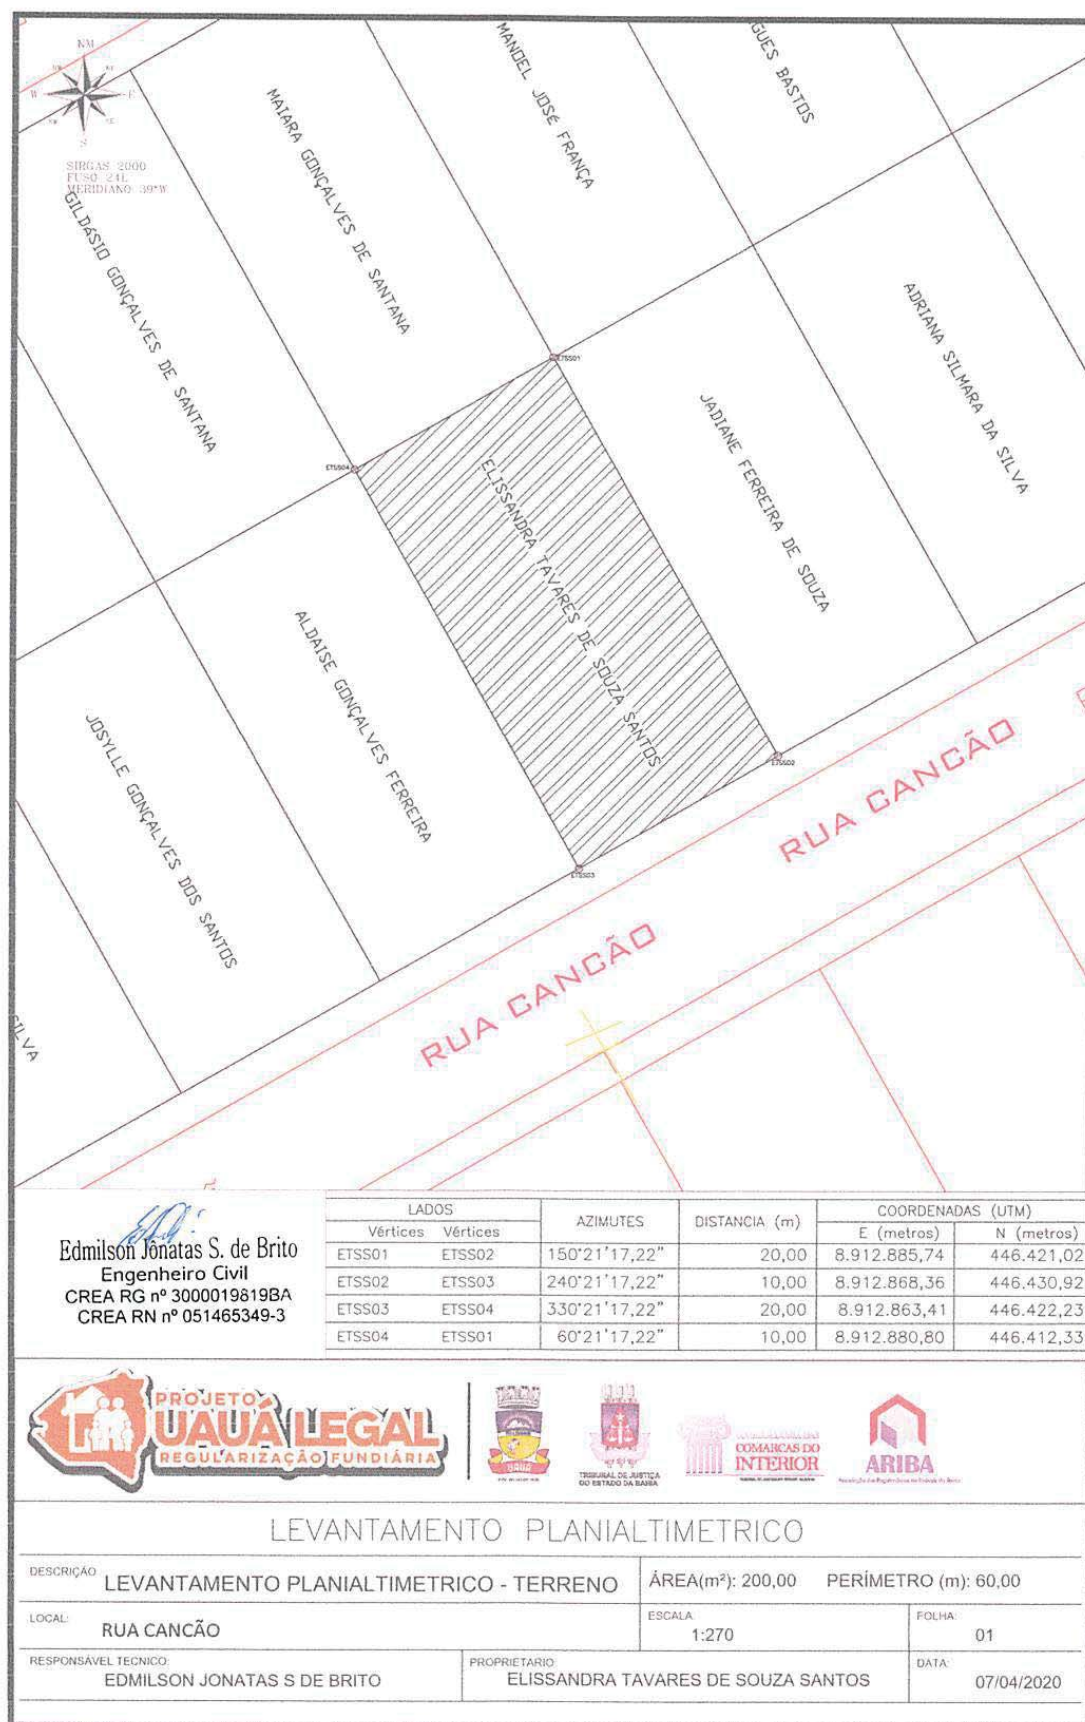 NM
W
E
S
SIRGAS 2000
FUSO 24L
MERIDIANO 39°W
GILDÁSIO GONÇALVES DE SANTANA
MAIARA GONÇALVES DE SANTANA
MANOEL JOSÉ FRANÇA
GUES BASTOS
ADRIANA SILMARA DA SILVA
JADIANE FERREIRA DE SOUZA
ELISSANDRA TAVARES DE SOUZA SANTOS
ALDAISE GONÇALVES FERREIRA
JOSYLLE GONÇALVES DOS SANTOS
SILVA
ETSS01
ETSS04
ETSS02
ETSS03
RUA CANCÃO
RUA CANCÃO
Edmilson Jônatas S. de Brito
Engenheiro Civil
CREA RG nº 3000019819BA
CREA RN nº 051465349-3
LADOS AZIMUTES DISTANCIA (m) COORDENADAS (UTM)
Vértices Vértices E (metros) N (metros)
ETSS01 ETSS02 150°21'17,22" 20,00 8.912.885,74 446.421,02
ETSS02 ETSS03 240°21'17,22" 10,00 8.912.868,36 446.430,92
ETSS03 ETSS04 330°21'17,22" 20,00 8.912.863,41 446.422,23
ETSS04 ETSS01 60°21'17,22" 10,00 8.912.880,80 446.412,33
PROJETO
UAUÁ LEGAL
REGULARIZAÇÃO FUNDIÁRIA
UAUÁ
TRIBUNAL DE JUSTIÇA
DO ESTADO DA BAHIA
COMARCAS DO
INTERIOR
ARIBA
LEVANTAMENTO PLANIALTIMETRICO
DESCRIÇÃO LEVANTAMENTO PLANIALTIMETRICO - TERRENO ÁREA(m²): 200,00 PERÍMETRO (m): 60,00
LOCAL: RUA CANCÃO ESCALA 1:270 FOLHA: 01
RESPONSÁVEL TECNICO: EDMILSON JONATAS S DE BRITO PROPRIETARIO: ELISSANDRA TAVARES DE SOUZA SANTOS DATA: 07/04/2020